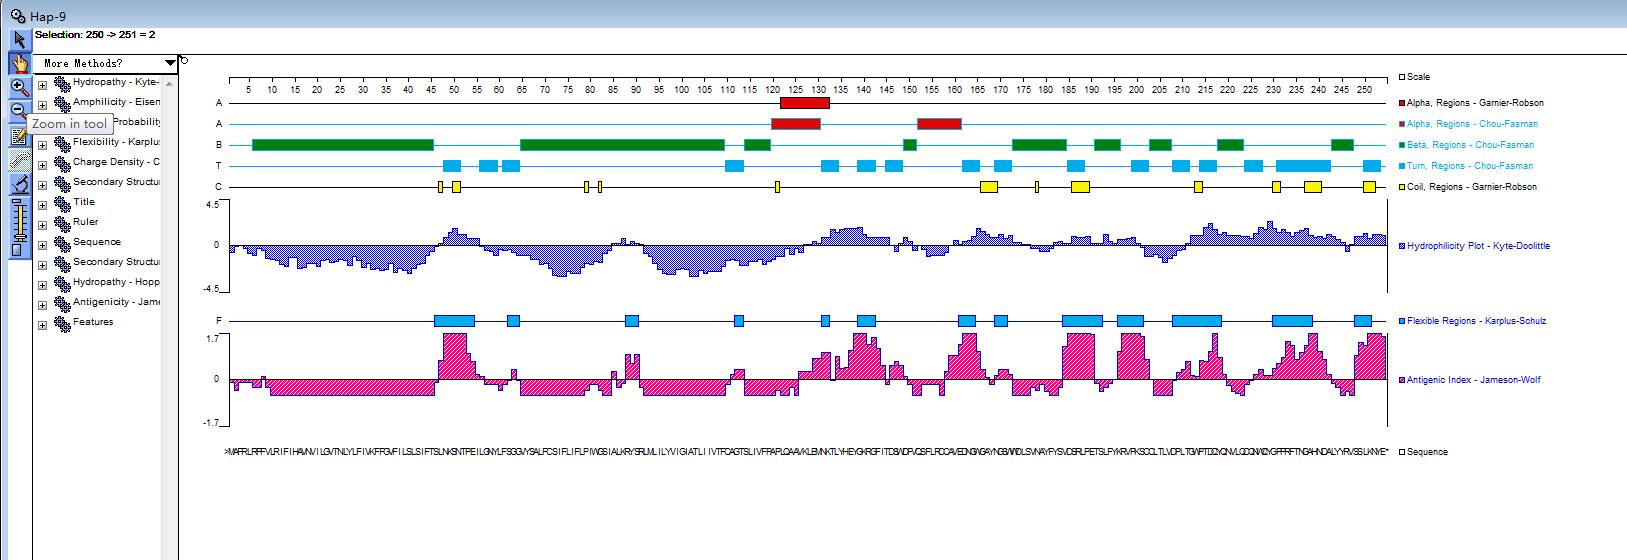 Hap-9
Selection: 250 -> 251 = 2
More Methods?
Hydropathy - Kyte-
Amphilicity - Eisen
Probability
Flexibility - Karplu
Charge Density - C
Secondary Structu
Title
Ruler
Sequence
Secondary Structu
Hydropathy - Hopp
Antigenicity - Jame
Features
Zoom in tool
5 10 15 20 25 30 35 40 45 50 55 60 65 70 75 80 85 90 95 100 105 110 115 120 125 130 135 140 145 150 155 160 165 170 175 180 185 190 195 200 205 210 215 220 225 230 235 240 245 250
Scale
A
Alpha, Regions - Garnier-Robson
A
Alpha, Regions - Chou-Fasman
B
Beta, Regions - Chou-Fasman
T
Turn, Regions - Chou-Fasman
C
Coil, Regions - Garnier-Robson
4.5
0
-4.5
Hydrophilicity Plot - Kyte-Doolittle
F
Flexible Regions - Karplus-Schulz
1.7
0
-1.7
Antigenic Index - Jameson-Wolf
Sequence